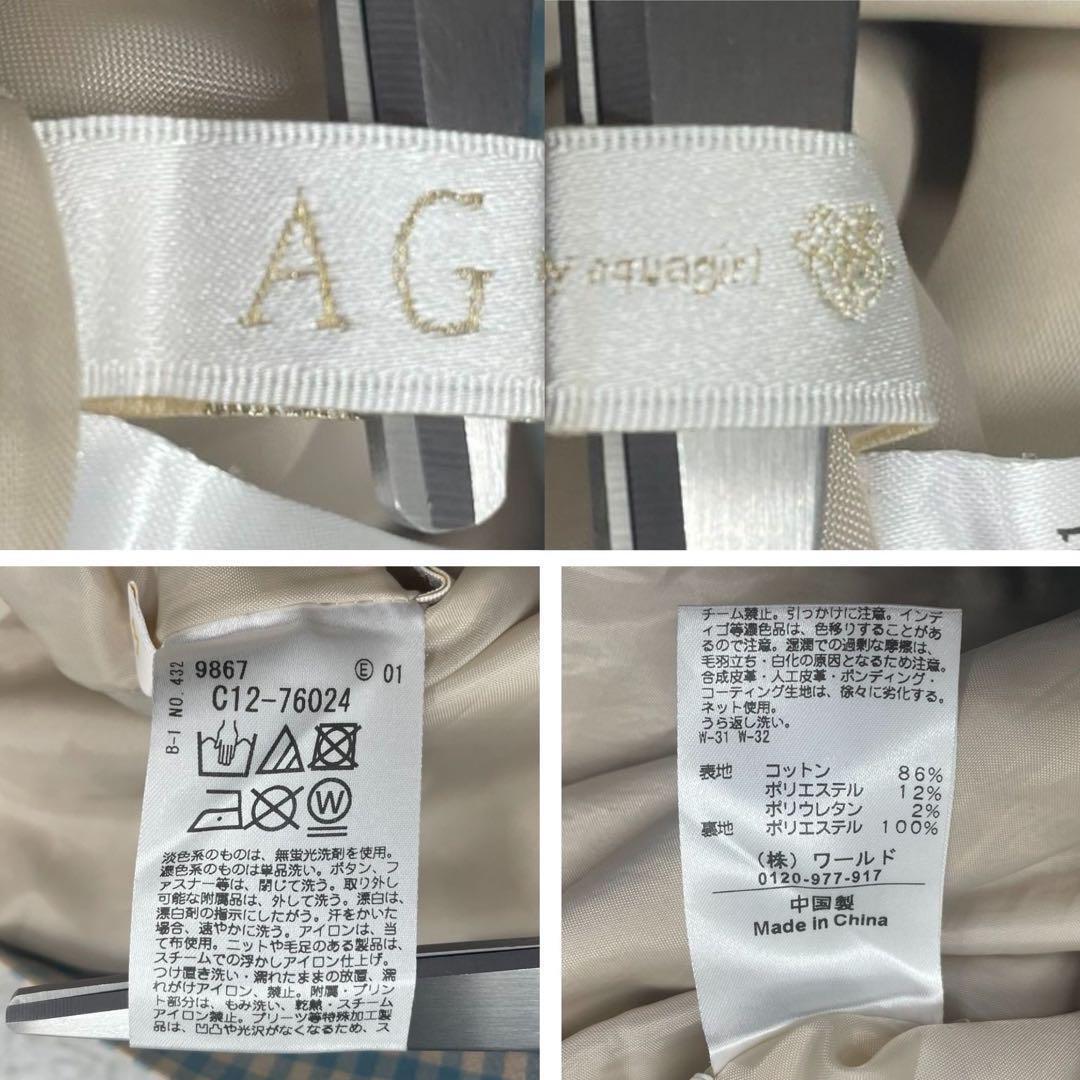 AG
by aquagirl
B-I NO.432
9867 Ⓔ 01
C12-76024
W
淡色系のものは、無蛍光洗剤を使用。
濃色系のものは単品洗い。ボタン、フ
ァスナー等は、閉じて洗う。取り外し
可能な附属品は、外して洗う。漂白は、
漂白剤の指示にしたがう。汗をかいた
場合、速やかに洗う。アイロンは、当
て布使用。ニットや毛足のある製品は、
スチームでの浮かしアイロン仕上げ。
つけ置き洗い・濡れたままの放置、濡
れがけアイロン、禁止。附属・プリン
ト部分は、もみ洗い、乾熱・スチーム
アイロン禁止。プリーツ等特殊加工製
品は、凹凸や光沢がなくなるため、ス
チーム禁止。引っかけに注意。インデ
ィゴ等濃色品は、色移りすることがあ
るので注意。湿潤での過剰な摩擦は、
毛羽立ち・白化の原因となるため注意。
合成皮革・人工皮革・ボンディング・
コーティング生地は、徐々に劣化する。
ネット使用。
うら返し洗い。
W-31 W-32
表地 コットン 86%
ポリエステル 12%
ポリウレタン 2%
裏地 ポリエステル 100%
(株) ワールド
0120-977-917
中国製
Made in China